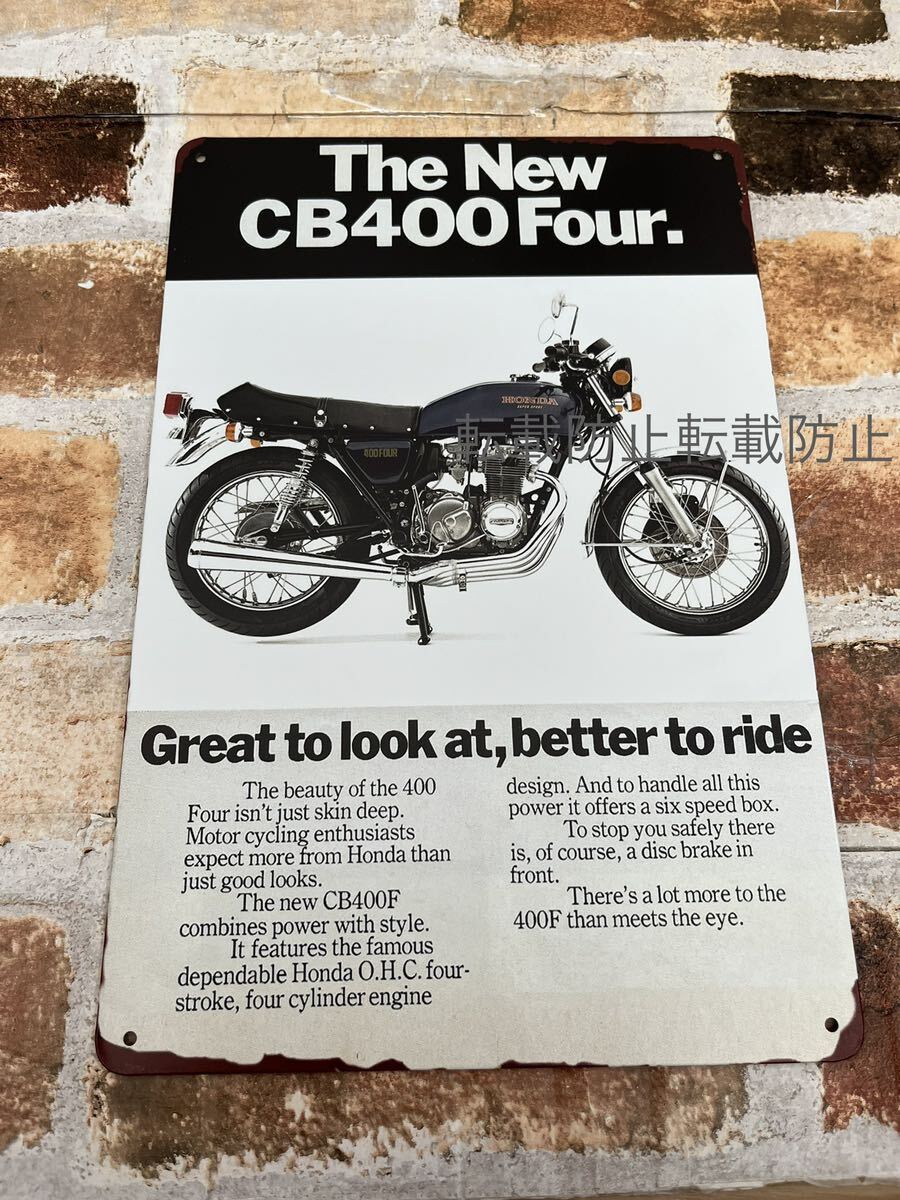 The New
CB400 Four.
HONDA
SUPER SPORT
400 FOUR
転載防止転載防止
Great to look at, better to ride
The beauty of the 400
Four isn't just skin deep.
Motor cycling enthusiasts
expect more from Honda than
just good looks.
The new CB400F
combines power with style.
It features the famous
dependable Honda O.H.C. four-
stroke, four cylinder engine
design. And to handle all this
power it offers a six speed box.
To stop you safely there
is, of course, a disc brake in
front.
There's a lot more to the
400F than meets the eye.